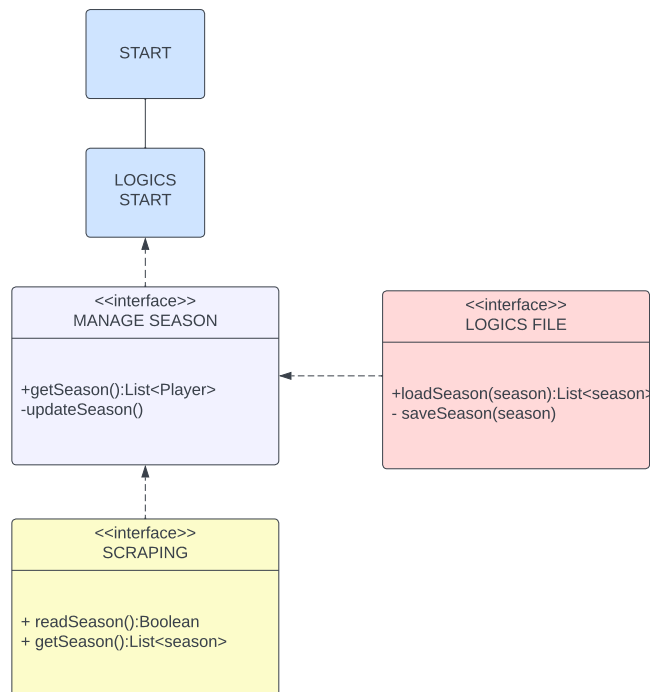 START
LOGICS
START
<<interface>>
MANAGE SEASON
+getSeason():List<Player>
-updateSeason()
<<interface>>
LOGICS FILE
+loadSeason(season):List<season>
- saveSeason(season)
<<interface>>
SCRAPING
+ readSeason():Boolean
+ getSeason():List<season>